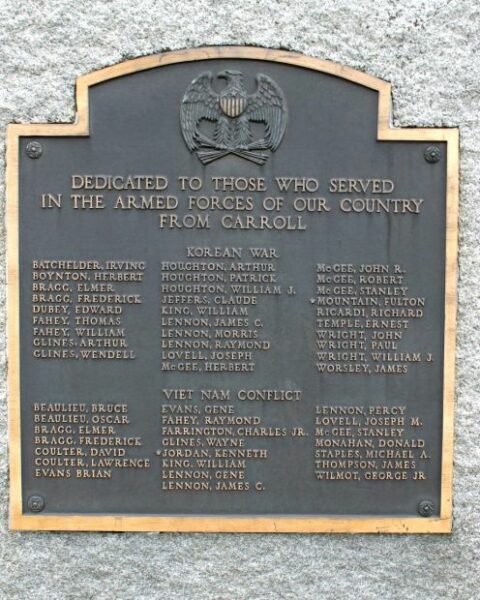 DEDICATED TO THOSE WHO SERVED
IN THE ARMED FORCES OF OUR COUNTRY
FROM CARROLL
KOREAN WAR
BATCHELDER, IRVING
BOYNTON, HERBERT
BRAGG, ELMER
BRAGG, FREDERICK
DUBEY, EDWARD
FAHEY, THOMAS
FAHEY, WILLIAM
GLINES, ARTHUR
GLINES, WENDELL
HOUGHTON, ARTHUR
HOUGHTON, PATRICK
HOUGHTON, WILLIAM J.
JEFFERS, CLAUDE
KING, WILLIAM
LENNON, JAMES C.
LENNON, MORRIS
LENNON, RAYMOND
LOVELL, JOSEPH
McGEE, HERBERT
McGEE, JOHN R.
McGEE, ROBERT
McGEE, STANLEY
*MOUNTAIN, FULTON
RICARDI, RICHARD
TEMPLE, ERNEST
WRIGHT, JOHN
WRIGHT, PAUL
WRIGHT, WILLIAM J.
WORSLEY, JAMES
VIET NAM CONFLICT
BEAULIEU, BRUCE
BEAULIEU, OSCAR
BRAGG, ELMER
BRAGG, FREDERICK
COULTER, DAVID
COULTER, LAWRENCE
EVANS BRIAN
EVANS, GENE
FAHEY, RAYMOND
FARRINGTON, CHARLES JR.
GLINES, WAYNE
*JORDAN, KENNETH
KING, WILLIAM
LENNON, GENE
LENNON, JAMES C.
LENNON, PERCY
LOVELL, JOSEPH M.
McGEE, STANLEY
MONAHAN, DONALD
STAPLES, MICHAEL A.
THOMPSON, JAMES
WILMOT, GEORGE JR